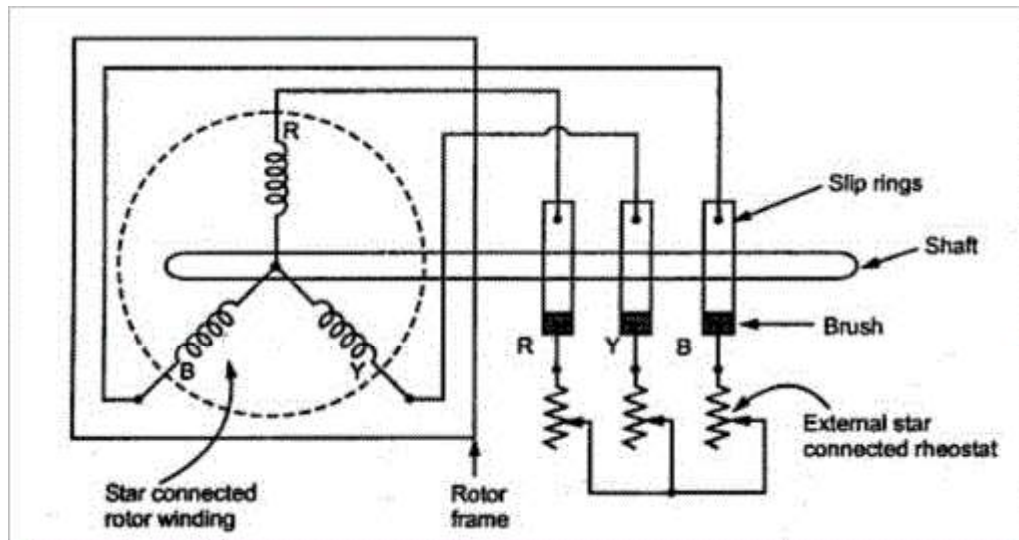 R
B
Y
Slip rings
Shaft
Brush
R
Y
B
External star
connected rheostat
Star connected
rotor winding
Rotor
frame